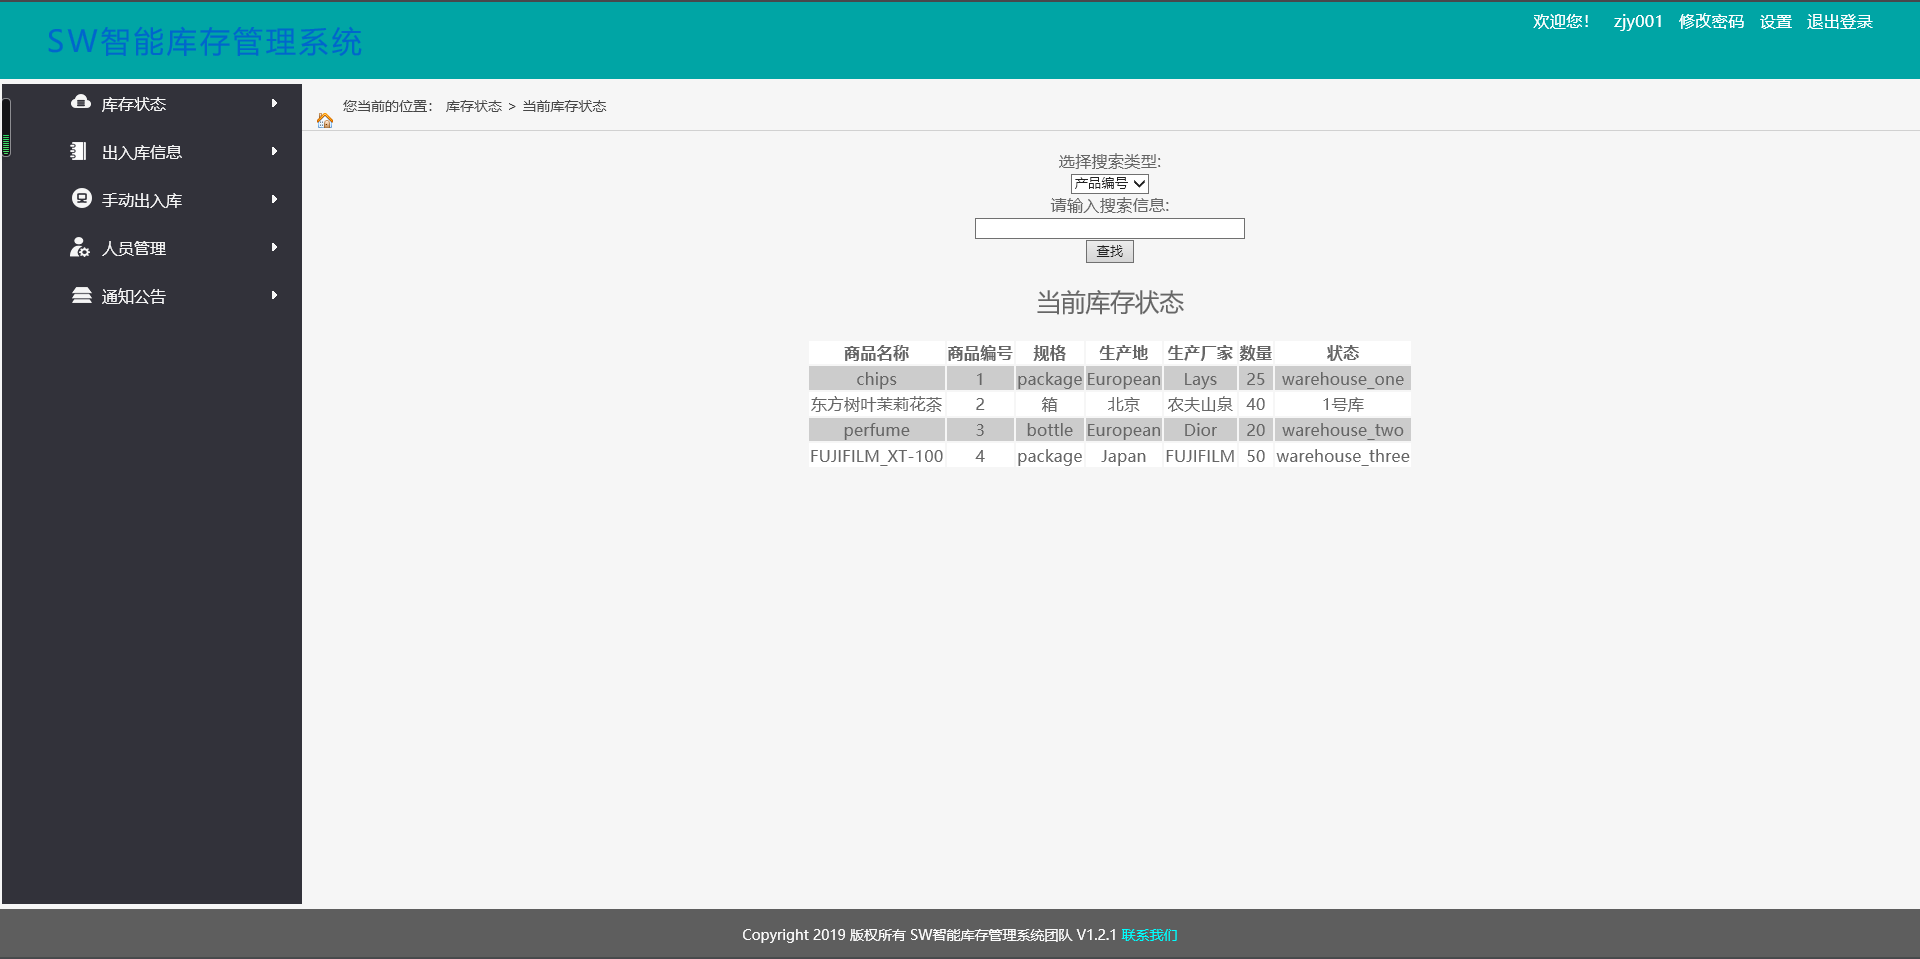 SW智能库存管理系统
欢迎您！ zjy001 修改密码 设置 退出登录
库存状态
出入库信息
手动出入库
人员管理
通知公告
您当前的位置： 库存状态 > 当前库存状态
选择搜索类型:
产品编号
请输入搜索信息:
查找
当前库存状态
商品名称 商品编号 规格 生产地 生产厂家 数量 状态
chips 1 package European Lays 25 warehouse_one
东方树叶茉莉花茶 2 箱 北京 农夫山泉 40 1号库
perfume 3 bottle European Dior 20 warehouse_two
FUJIFILM_XT-100 4 package Japan FUJIFILM 50 warehouse_three
Copyright 2019 版权所有 SW智能库存管理系统团队 V1.2.1 联系我们